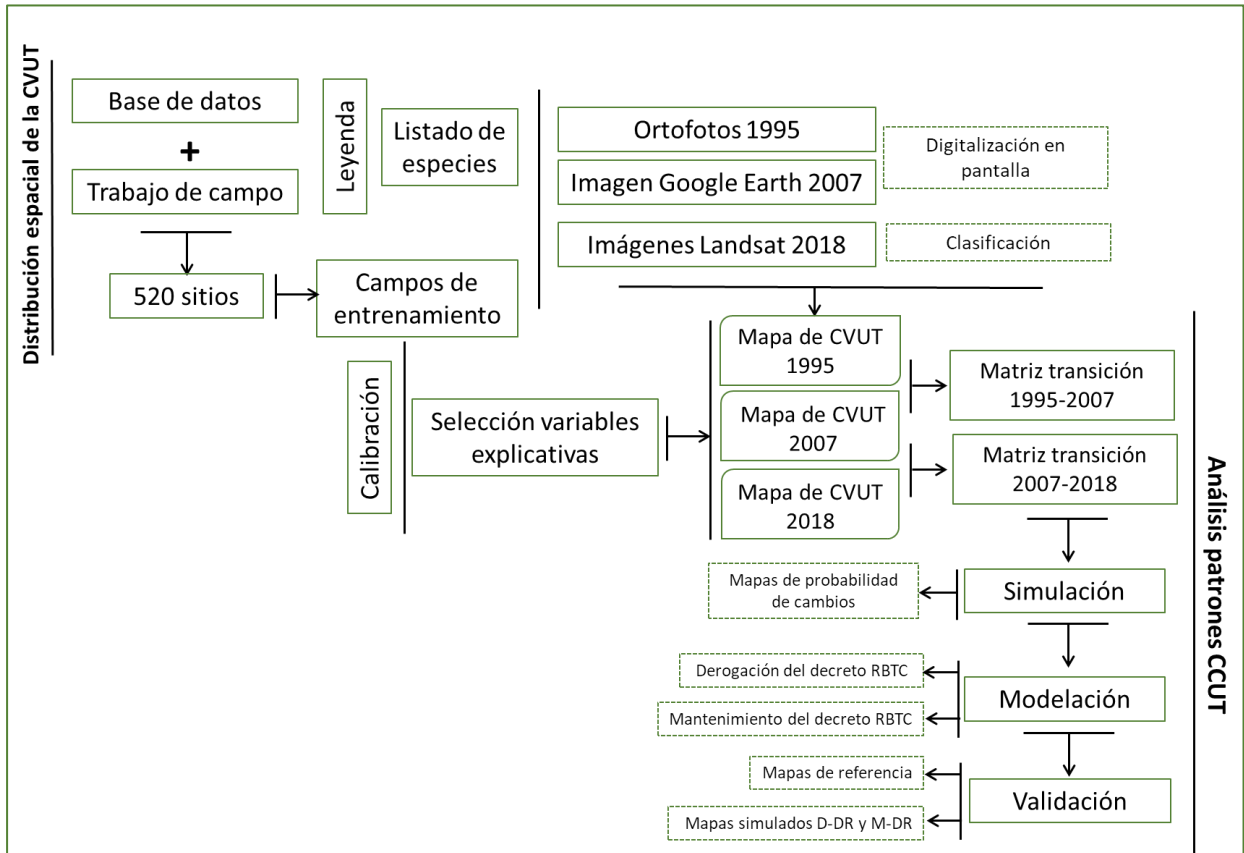 Distribución espacial de la CVUT
Base de datos
+
Trabajo de campo
520 sitios
Leyenda
Listado de
especies
Campos de
entrenamiento
Ortofotos 1995
Imagen Google Earth 2007
Imágenes Landsat 2018
Digitalización en
pantalla
Clasificación
Calibración
Selección variables
explicativas
Mapa de CVUT
1995
Mapa de CVUT
2007
Mapa de CVUT
2018
Matriz transición
1995-2007
Matriz transición
2007-2018
Análisis patrones CCUT
Simulación
Mapas de probabilidad
de cambios
Modelación
Derogación del decreto RBTC
Mantenimiento del decreto RBTC
Validación
Mapas de referencia
Mapas simulados D-DR y M-DR